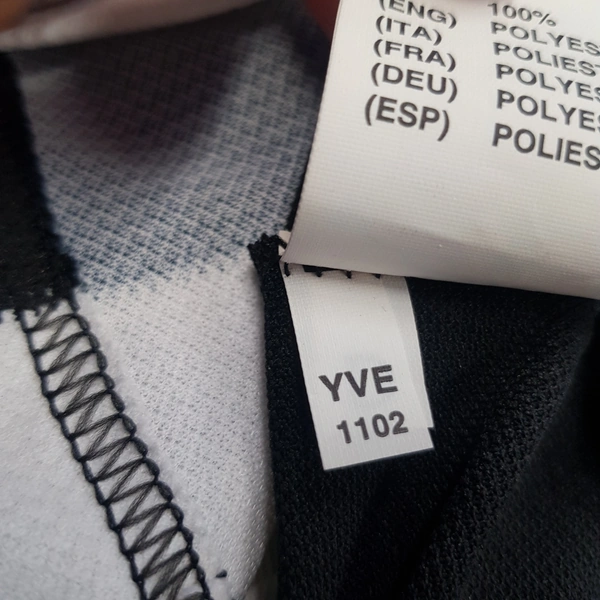 (ENG) 100%
(ITA) POLYES
(FRA) POLIEST
(DEU) POLYES
(ESP) POLYES
POLIES
YVE
1102